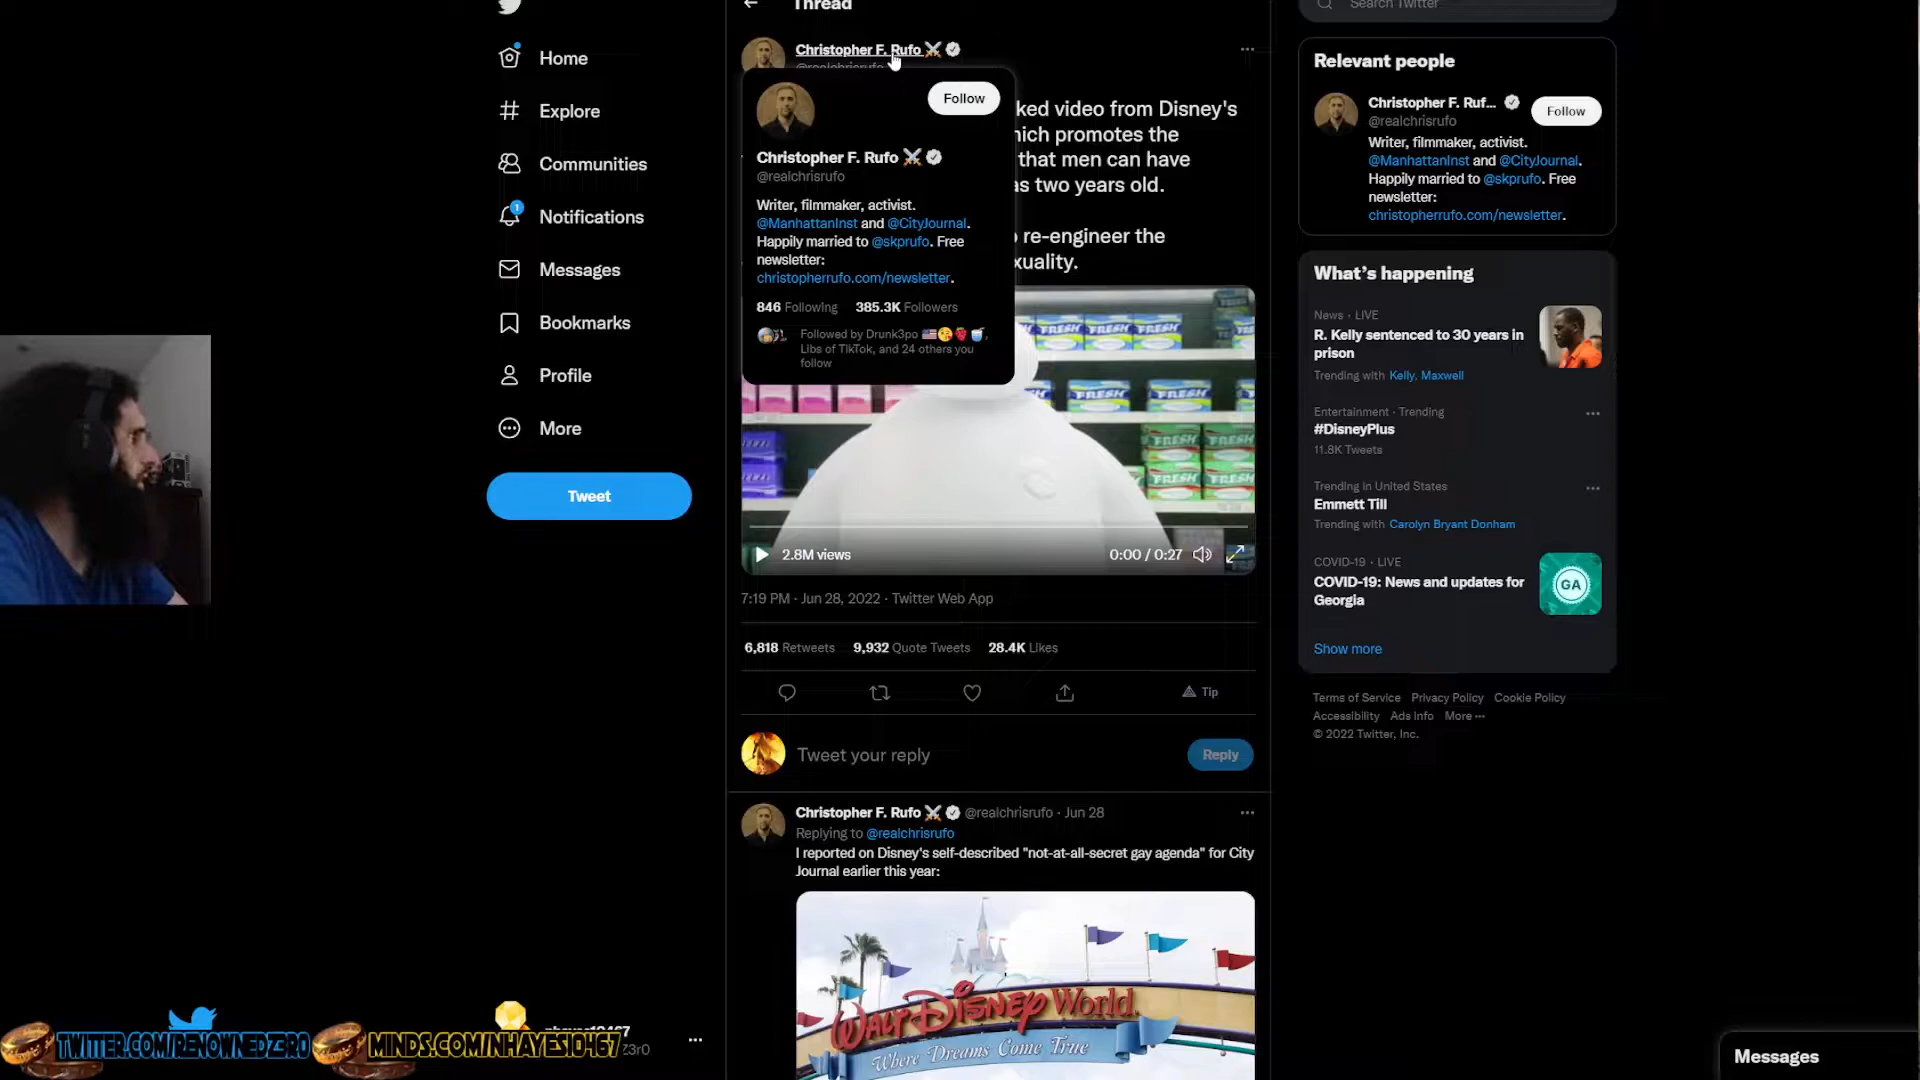 Home
Explore
Communities
1
Notifications
Messages
Bookmarks
Profile
More
Tweet
Thread
Christopher F. Rufo
@realchrisrufo
Follow
Christopher F. Rufo
@realchrisrufo
Writer, filmmaker, activist.
@ManhattanInst and @CityJournal.
Happily married to @skprufo. Free
newsletter:
christopherrufo.com/newsletter.
846 Following 385.3K Followers
Followed by Drunk3po
Libs of TikTok, and 24 others you
follow
ked video from Disney's
hich promotes the
that men can have
as two years old.
re-engineer the
xuality.
FRESH FRESH FRESH
FRESH FRESH
2.8M views
0:00 / 0:27
7:19 PM · Jun 28, 2022 · Twitter Web App
6,818 Retweets 9,932 Quote Tweets 28.4K Likes
Tip
Tweet your reply
Reply
Christopher F. Rufo @realchrisrufo · Jun 28
Replying to @realchrisrufo
I reported on Disney's self-described "not-at-all-secret gay agenda" for City
Journal earlier this year:
WALT DISNEY World
Where Dreams Come True
Search Twitter
Relevant people
Christopher F. Ruf...
@realchrisrufo
Follow
Writer, filmmaker, activist.
@ManhattanInst and @CityJournal.
Happily married to @skprufo. Free
newsletter:
christopherrufo.com/newsletter.
What's happening
News · LIVE
R. Kelly sentenced to 30 years in
prison
Trending with Kelly, Maxwell
Entertainment · Trending
#DisneyPlus
11.8K Tweets
Trending in United States
Emmett Till
Trending with Carolyn Bryant Donham
COVID-19 · LIVE
COVID-19: News and updates for
Georgia
GA
Show more
Terms of Service Privacy Policy Cookie Policy
Accessibility Ads info More
© 2022 Twitter, Inc.
Messages
TWITTER.COM/RENOWNEDZ3R0
MINDS.COM/NHAYES10467